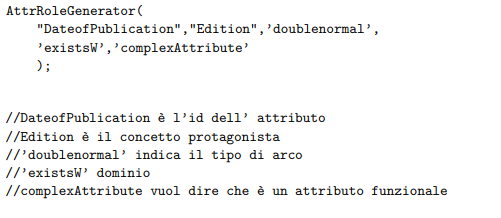 AttrRoleGenerator(
"DateofPublication","Edition",’doublenormal’,
’existsW’,’complexAttribute’
);
//DateofPublication è l’id dell’ attributo
//Edition è il concetto protagonista
//’doublenormal’ indica il tipo di arco
//’existsW’ dominio
//complexAttribute vuol dire che è un attributo funzionale